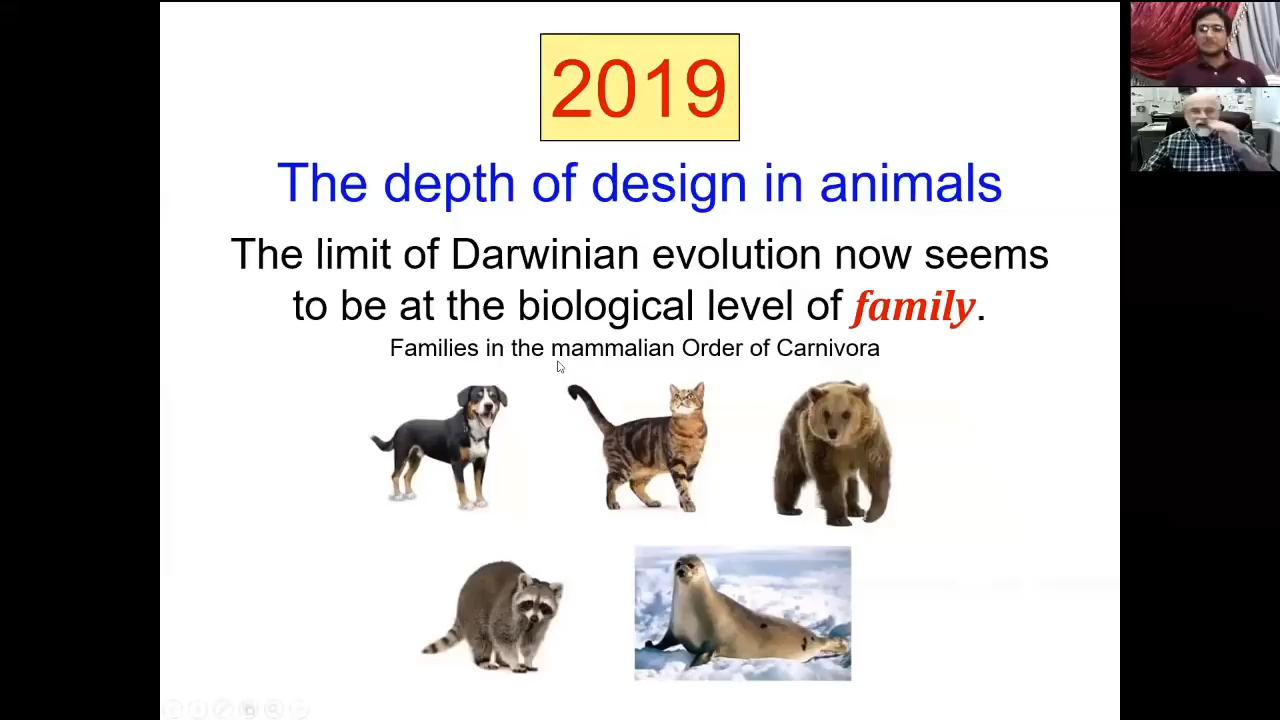 2019
The depth of design in animals
The limit of Darwinian evolution now seems
to be at the biological level of family.
Families in the mammalian Order of Carnivora